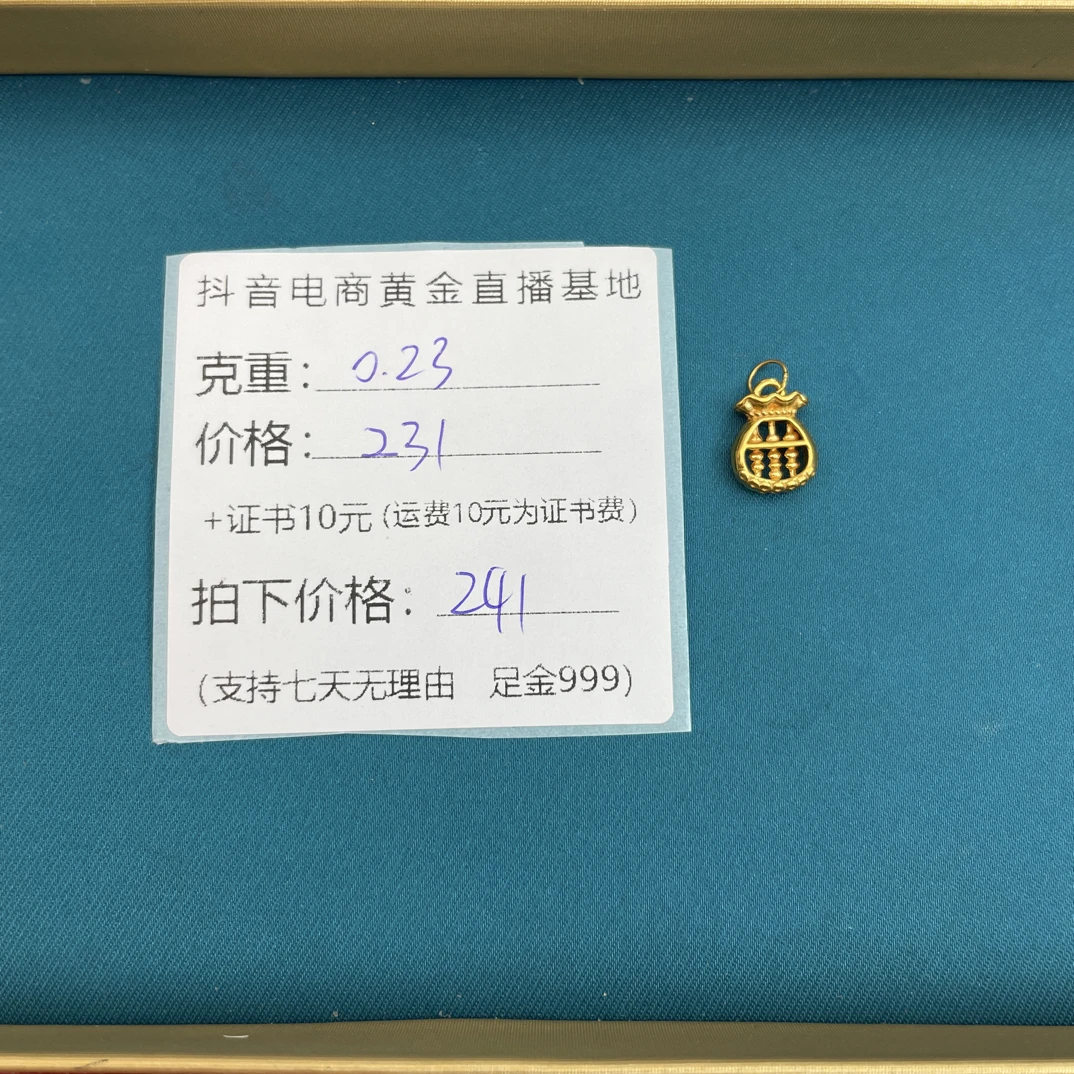 抖音电商黄金直播基地
克重：0.23
价格：231
+证书10元（运费10元为证书费）
拍下价格：241
（支持七天无理由 足金999）